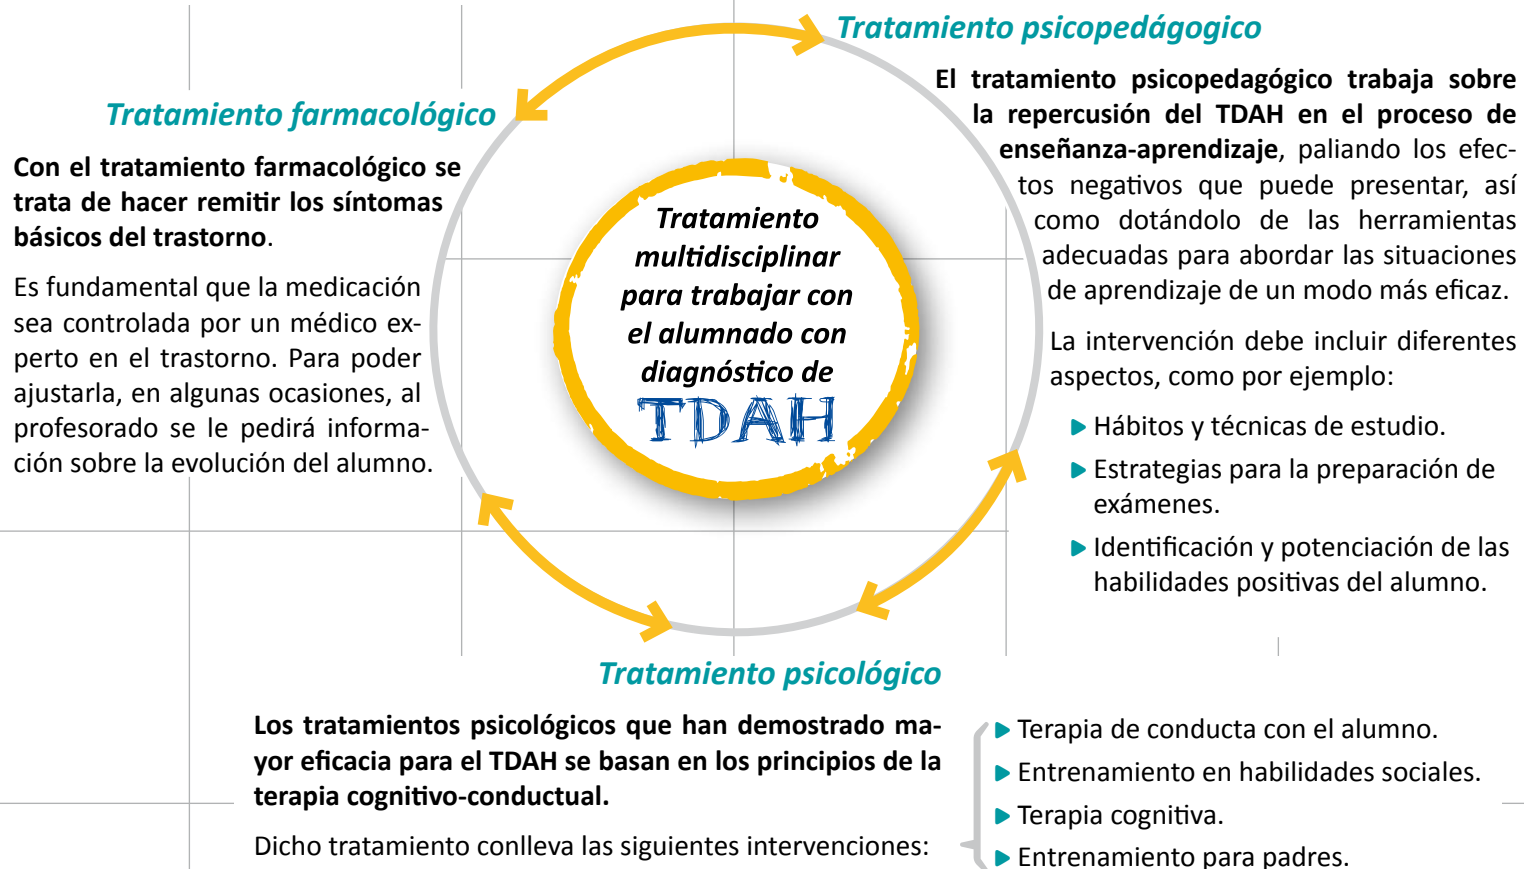 Tratamiento psicopedágogico
El tratamiento psicopedagógico trabaja sobre
la repercusión del TDAH en el proceso de
enseñanza-aprendizaje, paliando los efec-
tos negativos que puede presentar, así
como dotándolo de las herramientas
adecuadas para abordar las situaciones
de aprendizaje de un modo más eficaz.
La intervención debe incluir diferentes
aspectos, como por ejemplo:
Hábitos y técnicas de estudio.
Estrategias para la preparación de
exámenes.
Identificación y potenciación de las
habilidades positivas del alumno.
Tratamiento farmacológico
Con el tratamiento farmacológico se
trata de hacer remitir los síntomas
básicos del trastorno.
Es fundamental que la medicación
sea controlada por un médico ex-
perto en el trastorno. Para poder
ajustarla, en algunas ocasiones, al
profesorado se le pedirá informa-
ción sobre la evolución del alumno.
Tratamiento
multidisciplinar
para trabajar con
el alumnado con
diagnóstico de
TDAH
Tratamiento psicológico
Los tratamientos psicológicos que han demostrado ma-
yor eficacia para el TDAH se basan en los principios de la
terapia cognitivo-conductual.
Dicho tratamiento conlleva las siguientes intervenciones:
Terapia de conducta con el alumno.
Entrenamiento en habilidades sociales.
Terapia cognitiva.
Entrenamiento para padres.